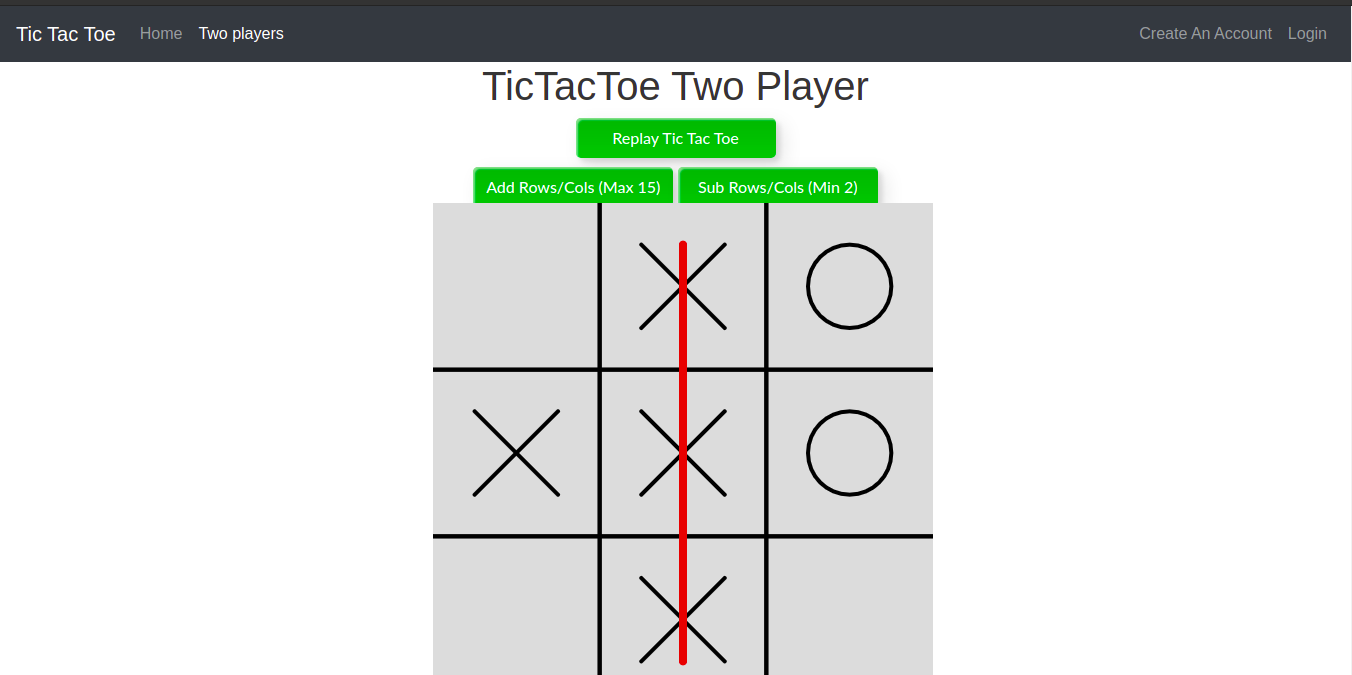 Tic Tac Toe Home Two players Create An Account Login
TicTacToe Two Player
Replay Tic Tac Toe
Add Rows/Cols (Max 15) Sub Rows/Cols (Min 2)